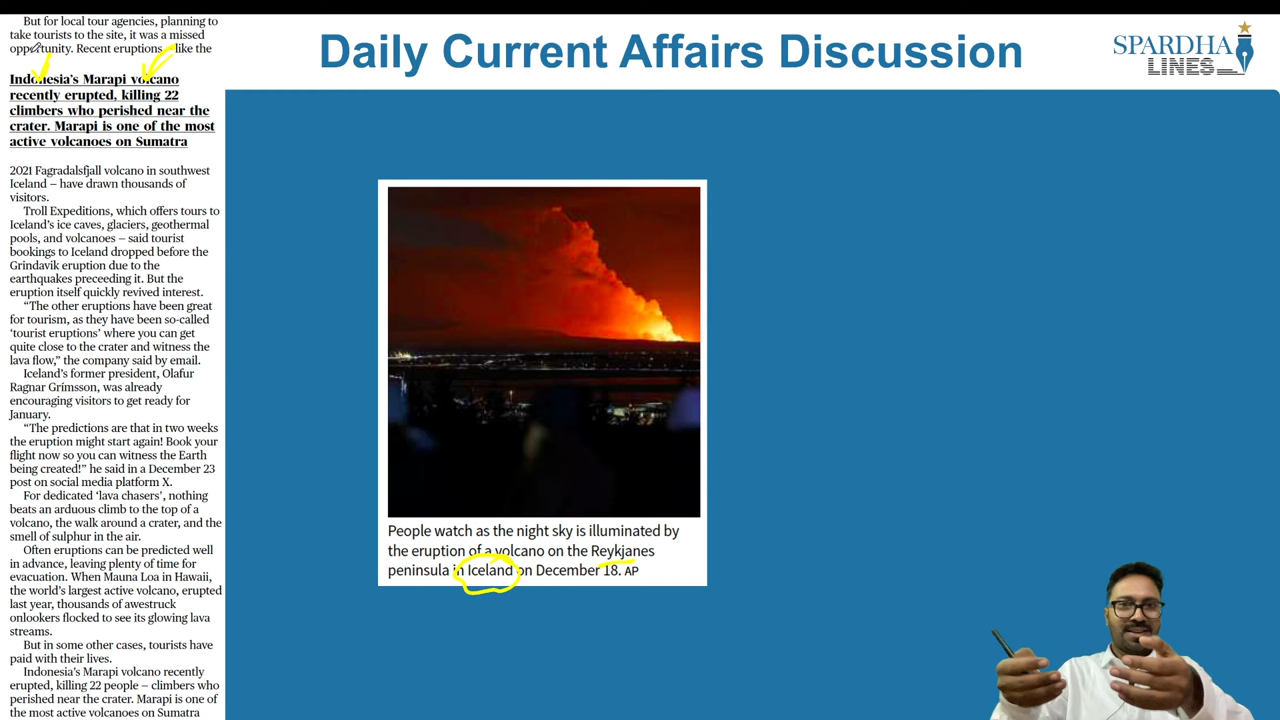 But for local tour agencies, planning to
take tourists to the site, it was a missed
opportunity. Recent eruptions – like the
Indonesia’s Marapi volcano
recently erupted, killing 22
climbers who perished near the
crater. Marapi is one of the most
active volcanoes on Sumatra
2021 Fagradalsfjall volcano in southwest
Iceland – have drawn thousands of
visitors.
Troll Expeditions, which offers tours to
Iceland’s ice caves, glaciers, geothermal
pools, and volcanoes – said tourist
bookings to Iceland dropped before the
Grindavik eruption due to the
earthquakes preceeding it. But the
eruption itself quickly revived interest.
“The other eruptions have been great
for tourism, as they have been so-called
‘tourist eruptions’ where you can get
quite close to the crater and witness the
lava flow,” the company said by email.
Iceland’s former president, Olafur
Ragnar Grímsson, was already
encouraging visitors to get ready for
January.
“The predictions are that in two weeks
the eruption might start again! Book your
flight now so you can witness the Earth
being created!” he said in a December 23
post on social media platform X.
For dedicated ‘lava chasers’, nothing
beats an arduous climb to the top of a
volcano, the walk around a crater, and the
smell of sulphur in the air.
Often eruptions can be predicted well
in advance, leaving plenty of time for
evacuation. When Mauna Loa in Hawaii,
the world’s largest active volcano, erupted
last year, thousands of awestruck
onlookers flocked to see its glowing lava
streams.
But in some other cases, tourists have
paid with their lives.
Indonesia’s Marapi volcano recently
erupted, killing 22 people – climbers who
perished near the crater. Marapi is one of
the most active volcanoes on Sumatra
Daily Current Affairs Discussion
SPARDHA
LINES
People watch as the night sky is illuminated by
the eruption of a volcano on the Reykjanes
peninsula in Iceland on December 18. AP